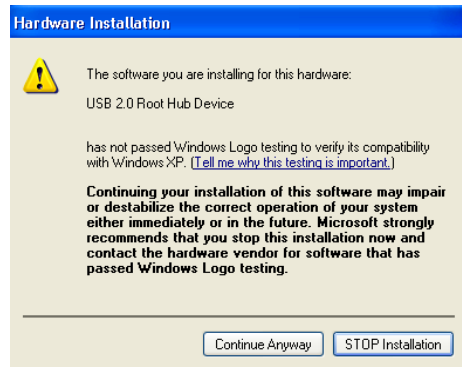 Hardware Installation
The software you are installing for this hardware:
USB 2.0 Root Hub Device
has not passed Windows Logo testing to verify its compatibility
with Windows XP. (Tell me why this testing is important.)
Continuing your installation of this software may impair
or destabilize the correct operation of your system
either immediately or in the future. Microsoft strongly
recommends that you stop this installation now and
contact the hardware vendor for software that has
passed Windows Logo testing.
Continue Anyway
STOP Installation